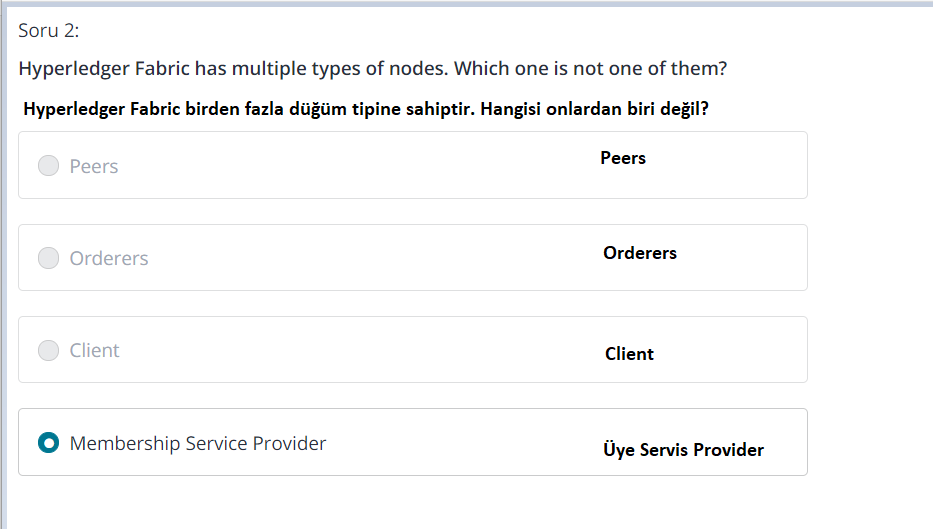 Soru 2:
Hyperledger Fabric has multiple types of nodes. Which one is not one of them?
Hyperledger Fabric birden fazla düğüm tipine sahiptir. Hangisi onlardan biri değil?
Peers Peers
Orderers Orderers
Client Client
Membership Service Provider Üye Servis Provider